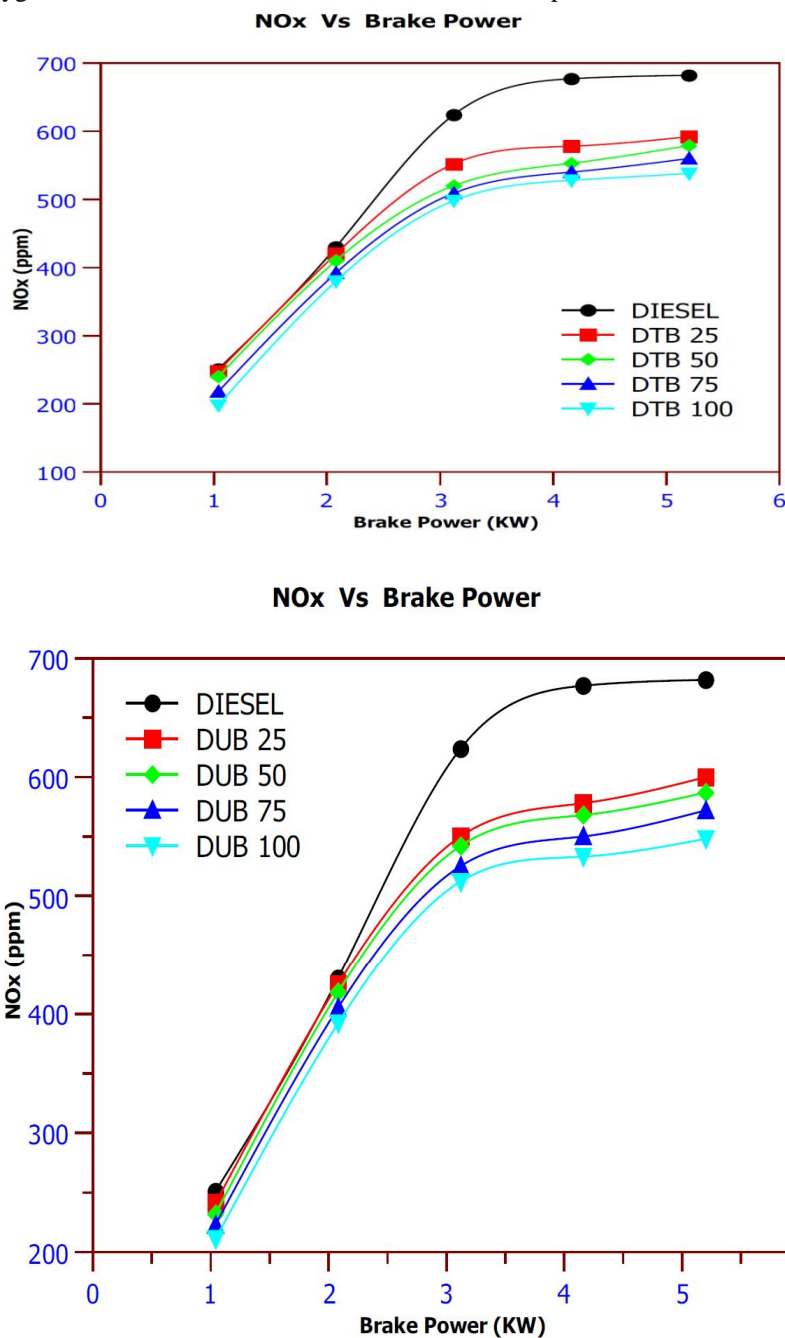 NOx Vs Brake Power
700
600
500
400
300
200
100
NOx (ppm)
DIESEL
DTB 25
DTB 50
DTB 75
DTB 100
0 1 2 3 4 5 6
Brake Power (KW)
NOx Vs Brake Power
700
600
500
400
300
200
NOx (ppm)
DIESEL
DUB 25
DUB 50
DUB 75
DUB 100
0 1 2 3 4 5
Brake Power (KW)